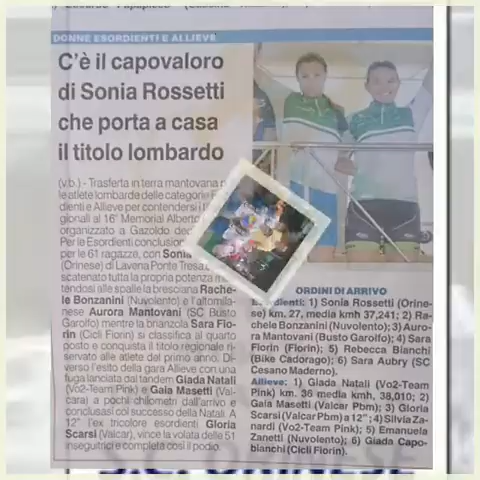 DONNE ESORDIENTI E ALLIEVE
C'è il capovaloro
di Sonia Rossetti
che porta a casa
il titolo lombardo
(v.b.) - Trasferta in terra mantovana
le atlete lombarde delle categorie
dienti e Allieve per contendersi i
gionali al 16° Memorial Alberto
organizzato a Gazoldo
Per le Esordienti conclusion
per le 61 ragazze, con Sonia
(Orinese) di Lavena Ponte Tresa
scatenato tutta la propria potenza
tendosi alle spalle la bresciana Rache-
le Bonzanini (Nuvolento) e l'altomila-
nese Aurora Mantovani (SC Busto
Garolfo) mentre la brianzola Sara Fio-
rin (Cicli Fiorin) si classifica al quarto
posto e conquista il titolo regionale ri-
servato alle atlete del primo anno. Di-
verso l'esito della gara Allieve con una
fuga lanciata dal tandem Giada Natali
(Vo2-Team Pink) e Gaia Masetti (Val-
cara) a pochi chilometri dall'arrivo e
conclusasi col successo della Natali. A
12" l'ex tricolore esordienti Gloria
Scarsi (Valcar), vince la volata delle 51
inseguitrici e completa così il podio.
ORDINI DI ARRIVO
Esordienti: 1) Sonia Rossetti (Orine-
se) km. 27, media kmh 37,241; 2) Ra-
chele Bonzanini (Nuvolento); 3) Auro-
ra Mantovani (Busto Garolfo); 4) Sara
Fiorin (Fiorin); 5) Rebecca Bianchi
(Bike Cadorago); 6) Sara Aubry (SC
Cesano Maderno).
Allieve: 1) Giada Natali (Vo2-Team
Pink) km. 36 media kmh. 38,010; 2)
Gaia Masetti (Valcar Pbm); 3) Gloria
Scarsi (Valcar Pbm) a 12"; 4) Silvia Za-
nardi (Vo2-Team Pink); 5) Emanuela
Zanetti (Nuvolento); 6) Giada Capo-
bianchi (Cicli Fiorin).